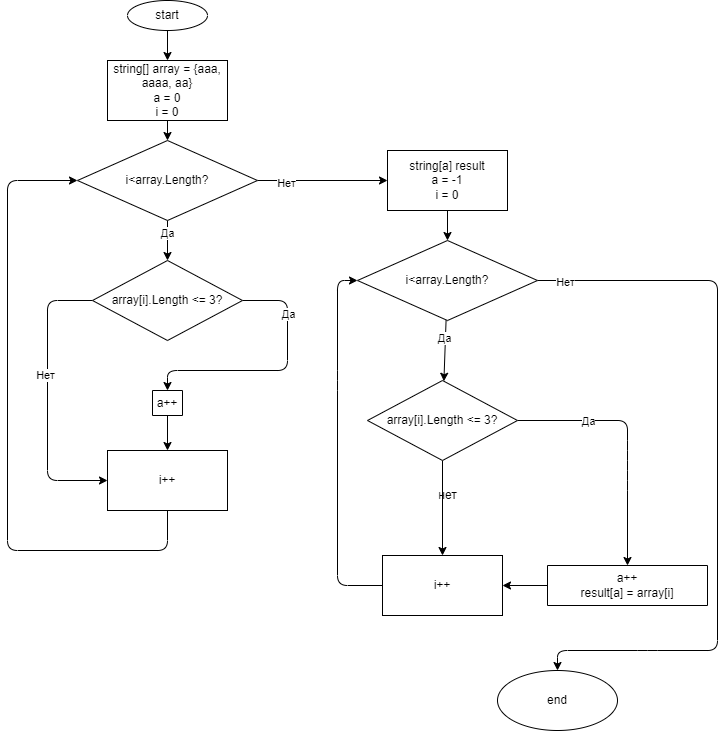 start
string[] array = {aaa,
aaaa, aa}
a = 0
i = 0
i<array.Length?
Нет
Да
array[i].Length <= 3?
Да
Нет
a++
i++
string[a] result
a = -1
i = 0
i<array.Length?
Нет
Да
array[i].Length <= 3?
Да
нет
i++
a++
result[a] = array[i]
end